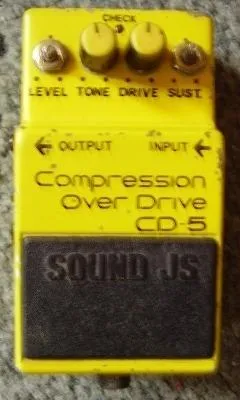 CHECK
LEVEL TONE DRIVE SUST.
OUTPUT INPUT
Compression
Over Drive
CD-5
SOUND JS